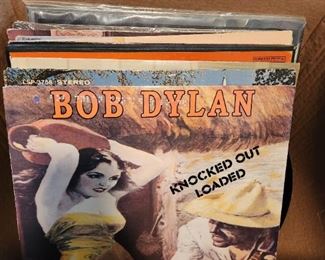 LSP-3756 STEREO
BOB DYLAN
KNOCKED OUT
LOADED